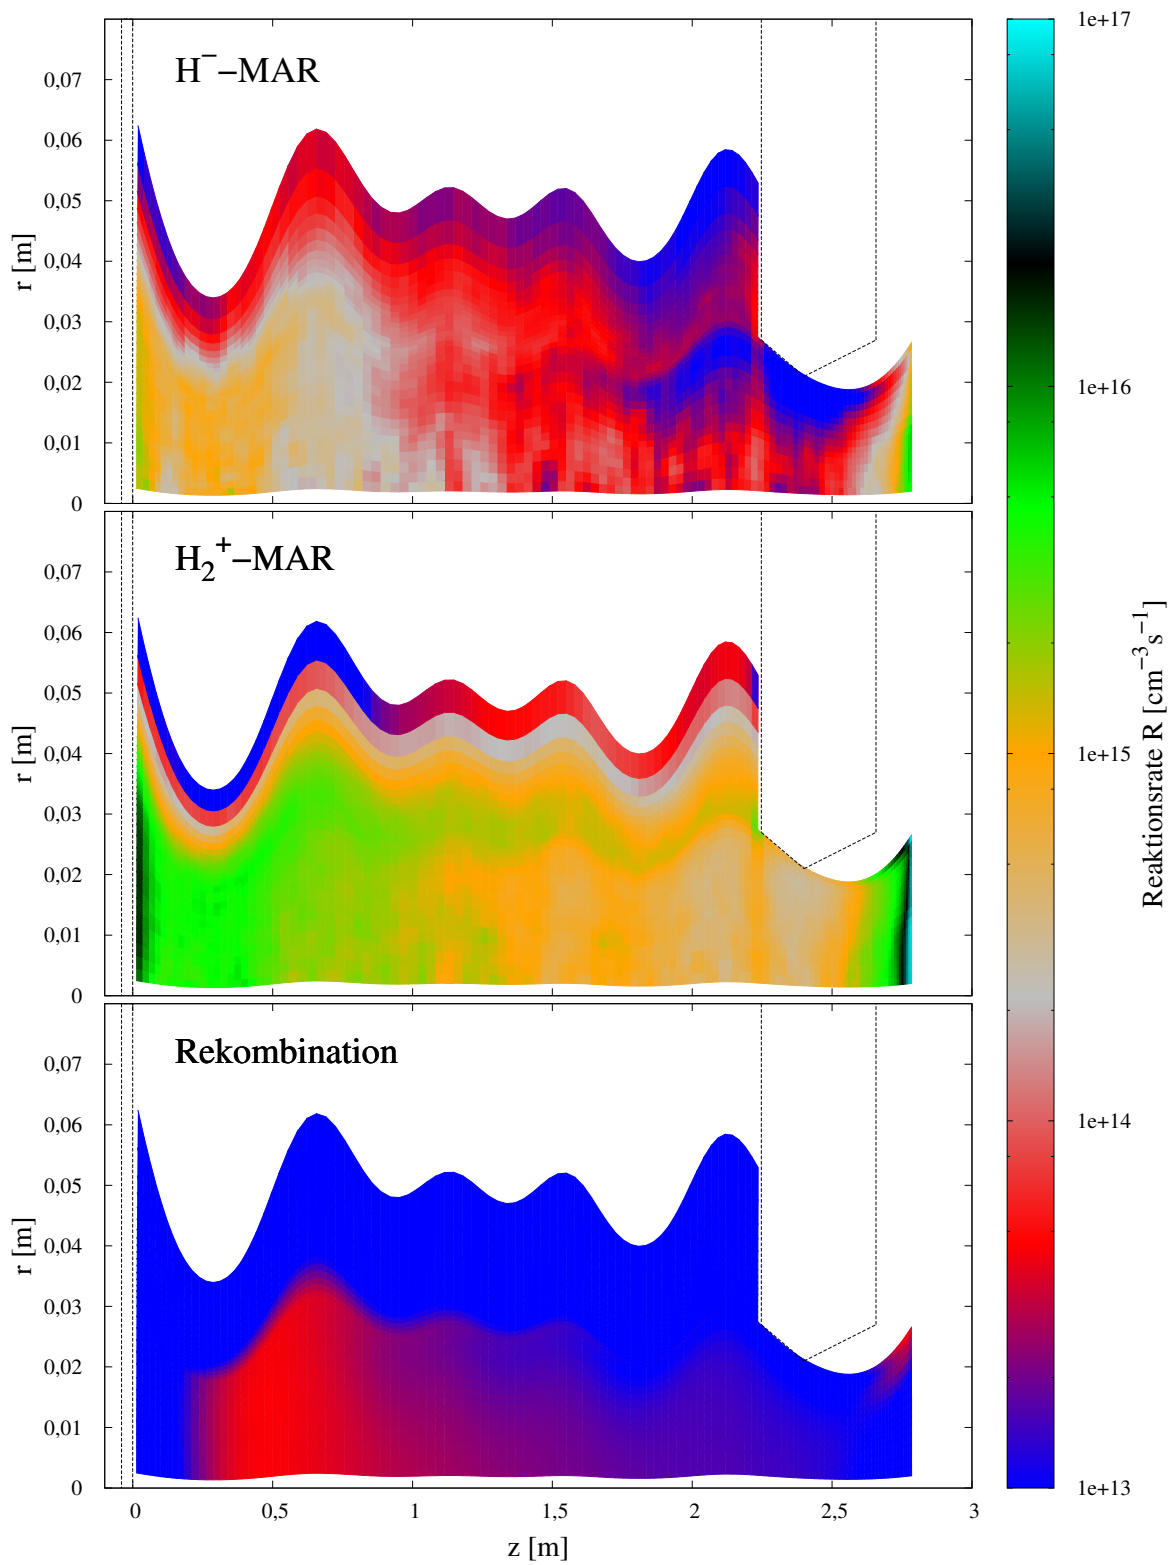 H⁻–MAR
0,07
0,06
0,05
0,04
0,03
0,02
0,01
0
r [m]
H₂⁺–MAR
0,07
0,06
0,05
0,04
0,03
0,02
0,01
0
r [m]
Rekombination
0,07
0,06
0,05
0,04
0,03
0,02
0,01
0
r [m]
0 0,5 1 1,5 2 2,5 3
z [m]
1e+17
1e+16
1e+15
1e+14
1e+13
Reaktionsrate R [cm⁻³s⁻¹]